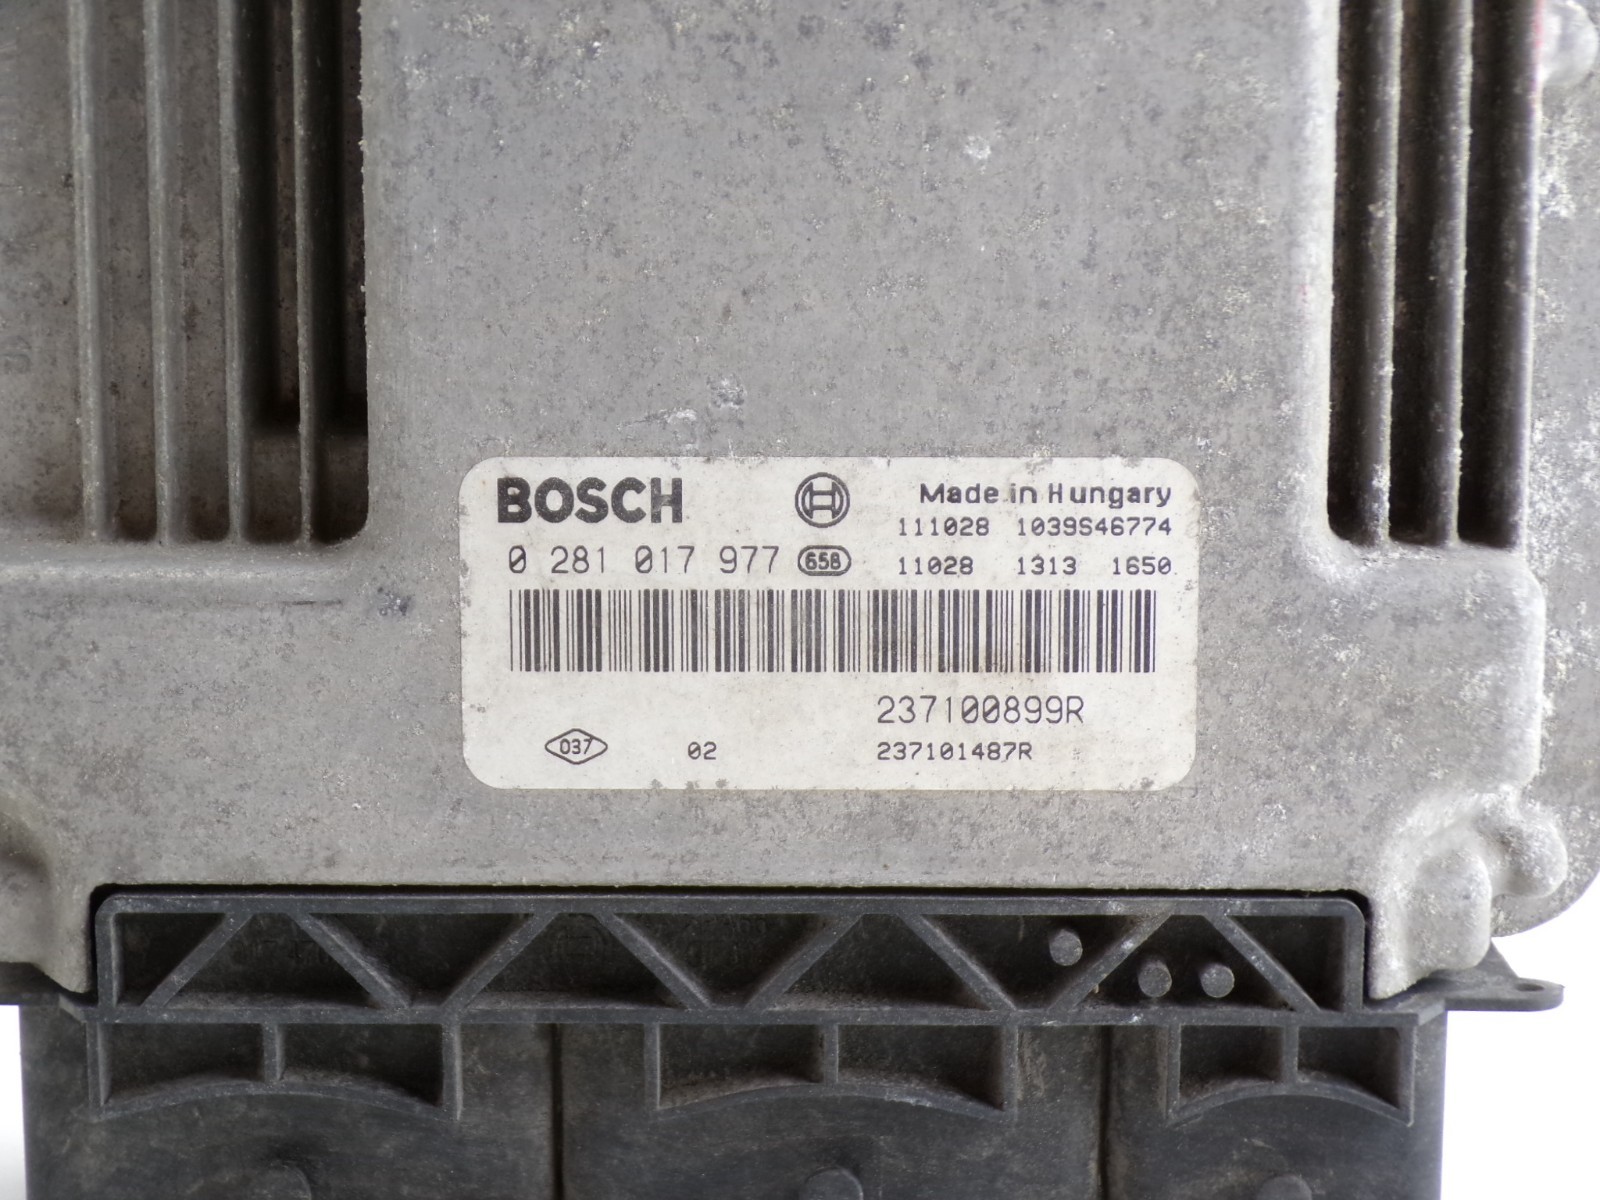 BOSCH
Made in Hungary
111028 1039S46774
0 281 017 977 658 11028 1313 1650
237100899R
037 02 237101487R